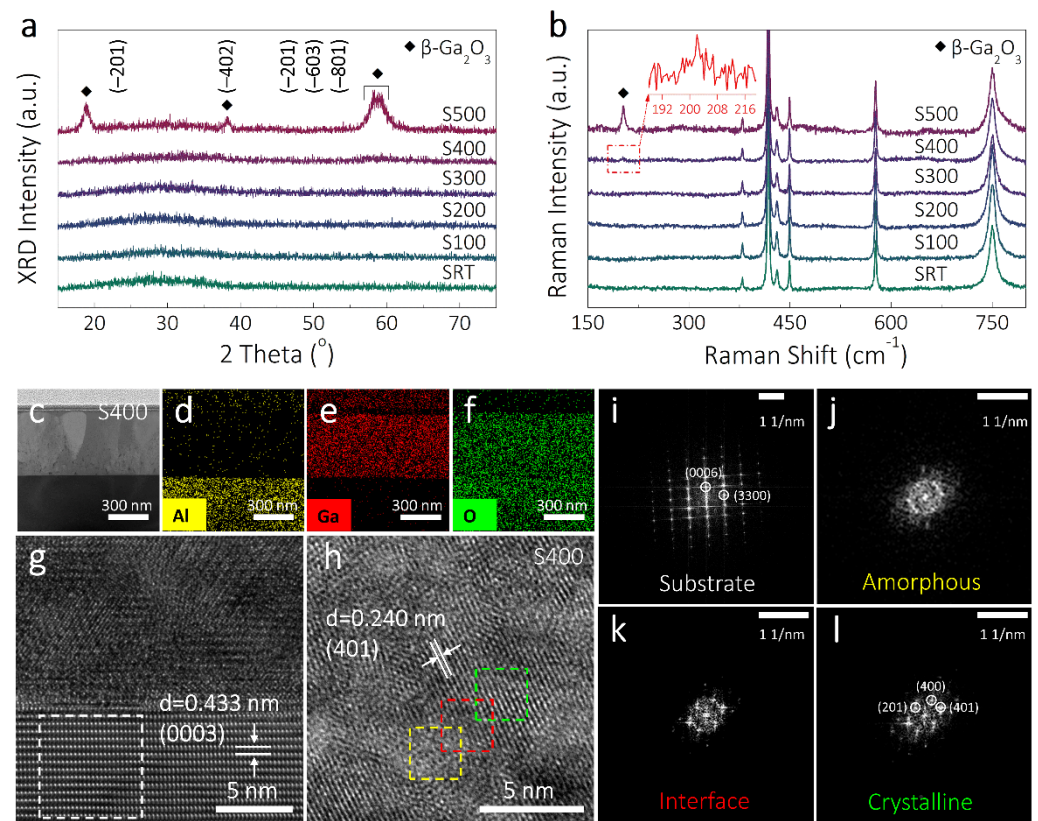 a
(−201)
(−402)
(−201)
(−603)
(−801)
◆ β-Ga₂O₃
S500
S400
S300
S200
S100
SRT
XRD Intensity (a.u.)
20 30 40 50 60 70
2 Theta (°)
b
◆ β-Ga₂O₃
192 200 208 216
S500
S400
S300
S200
S100
SRT
Raman Intensity (a.u.)
150 300 450 600 750
Raman Shift (cm⁻¹)
c S400
300 nm
d
Al 300 nm
e
Ga 300 nm
f
O 300 nm
g
d=0.433 nm
(0003)
5 nm
h S400
d=0.240 nm
(401)
5 nm
i
1 1/nm
(0006)
(3300)
Substrate
j
1 1/nm
Amorphous
k
1 1/nm
Interface
l
1 1/nm
(400)
(201) (401)
Crystalline